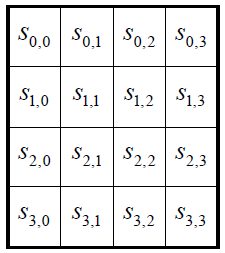 s0,0 s0,1 s0,2 s0,3
s1,0 s1,1 s1,2 s1,3
s2,0 s2,1 s2,2 s2,3
s3,0 s3,1 s3,2 s3,3